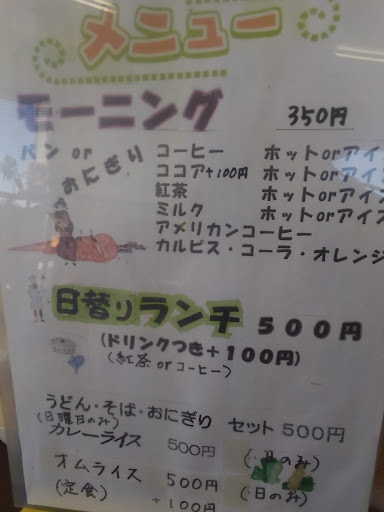 メニュー
モーニング 350円
パン or おにぎり
コーヒー ホットorアイ
ココア+100円 ホットorアイ
紅茶 ホットorアイス
ミルク ホットorアイス
アメリカンコーヒー
カルピス・コーラ・オレンジ
日替りランチ 500円
(ドリンクつき+100円)
(紅茶 or コーヒー)
うどん・そば・おにぎり セット 500円
(日曜日のみ)
カレーライス 500円 のみ)
オムライス 500円 (・日のみ)
(定食) +100円